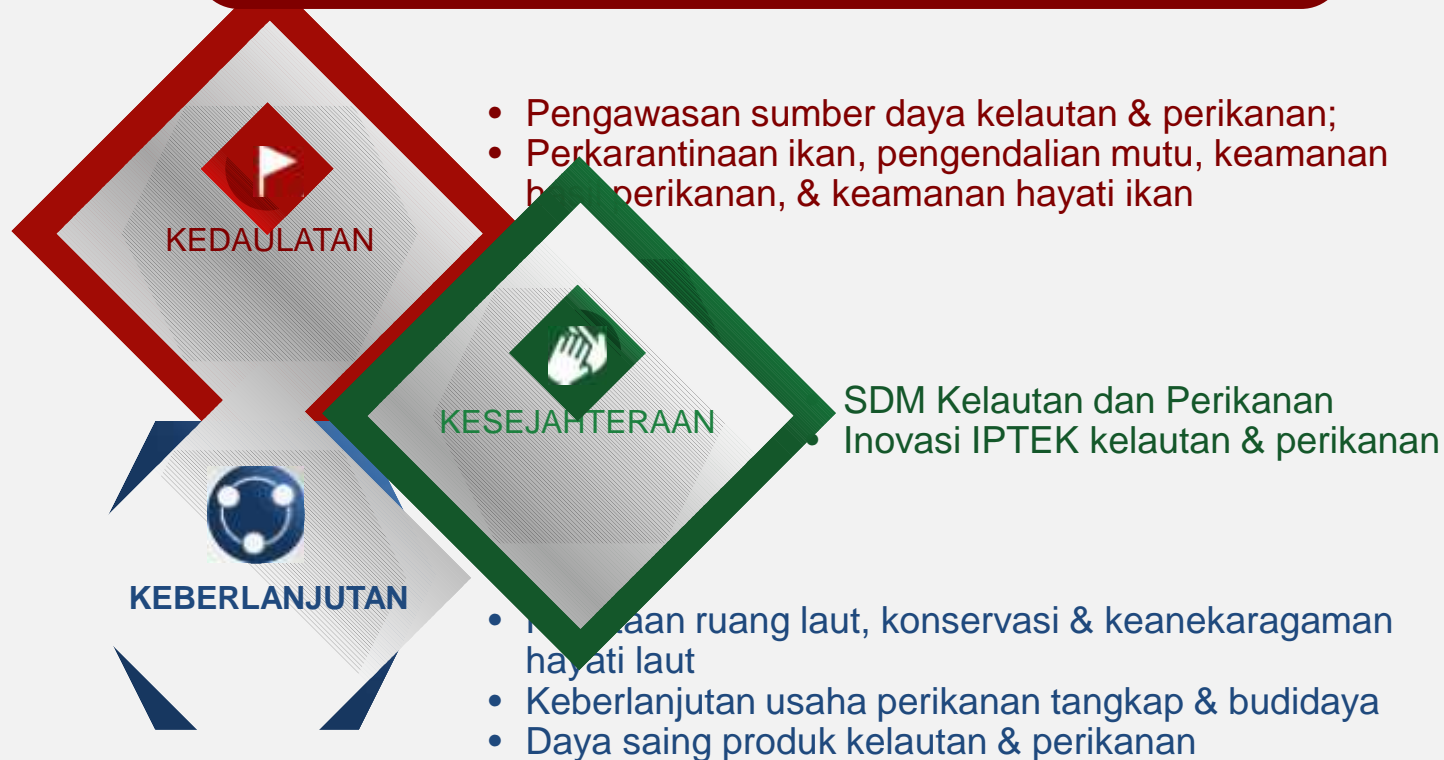 • Pengawasan sumber daya kelautan & perikanan;
• Perkarantinaan ikan, pengendalian mutu, keamanan
perikanan, & keamanan hayati ikan
KEDAULATAN
KESEJAHTERAAN
SDM Kelautan dan Perikanan
• Inovasi IPTEK kelautan & perikanan
KEBERLANJUTAN
• ruang laut, konservasi & keanekaragaman
hayati laut
• Keberlanjutan usaha perikanan tangkap & budidaya
• Daya saing produk kelautan & perikanan